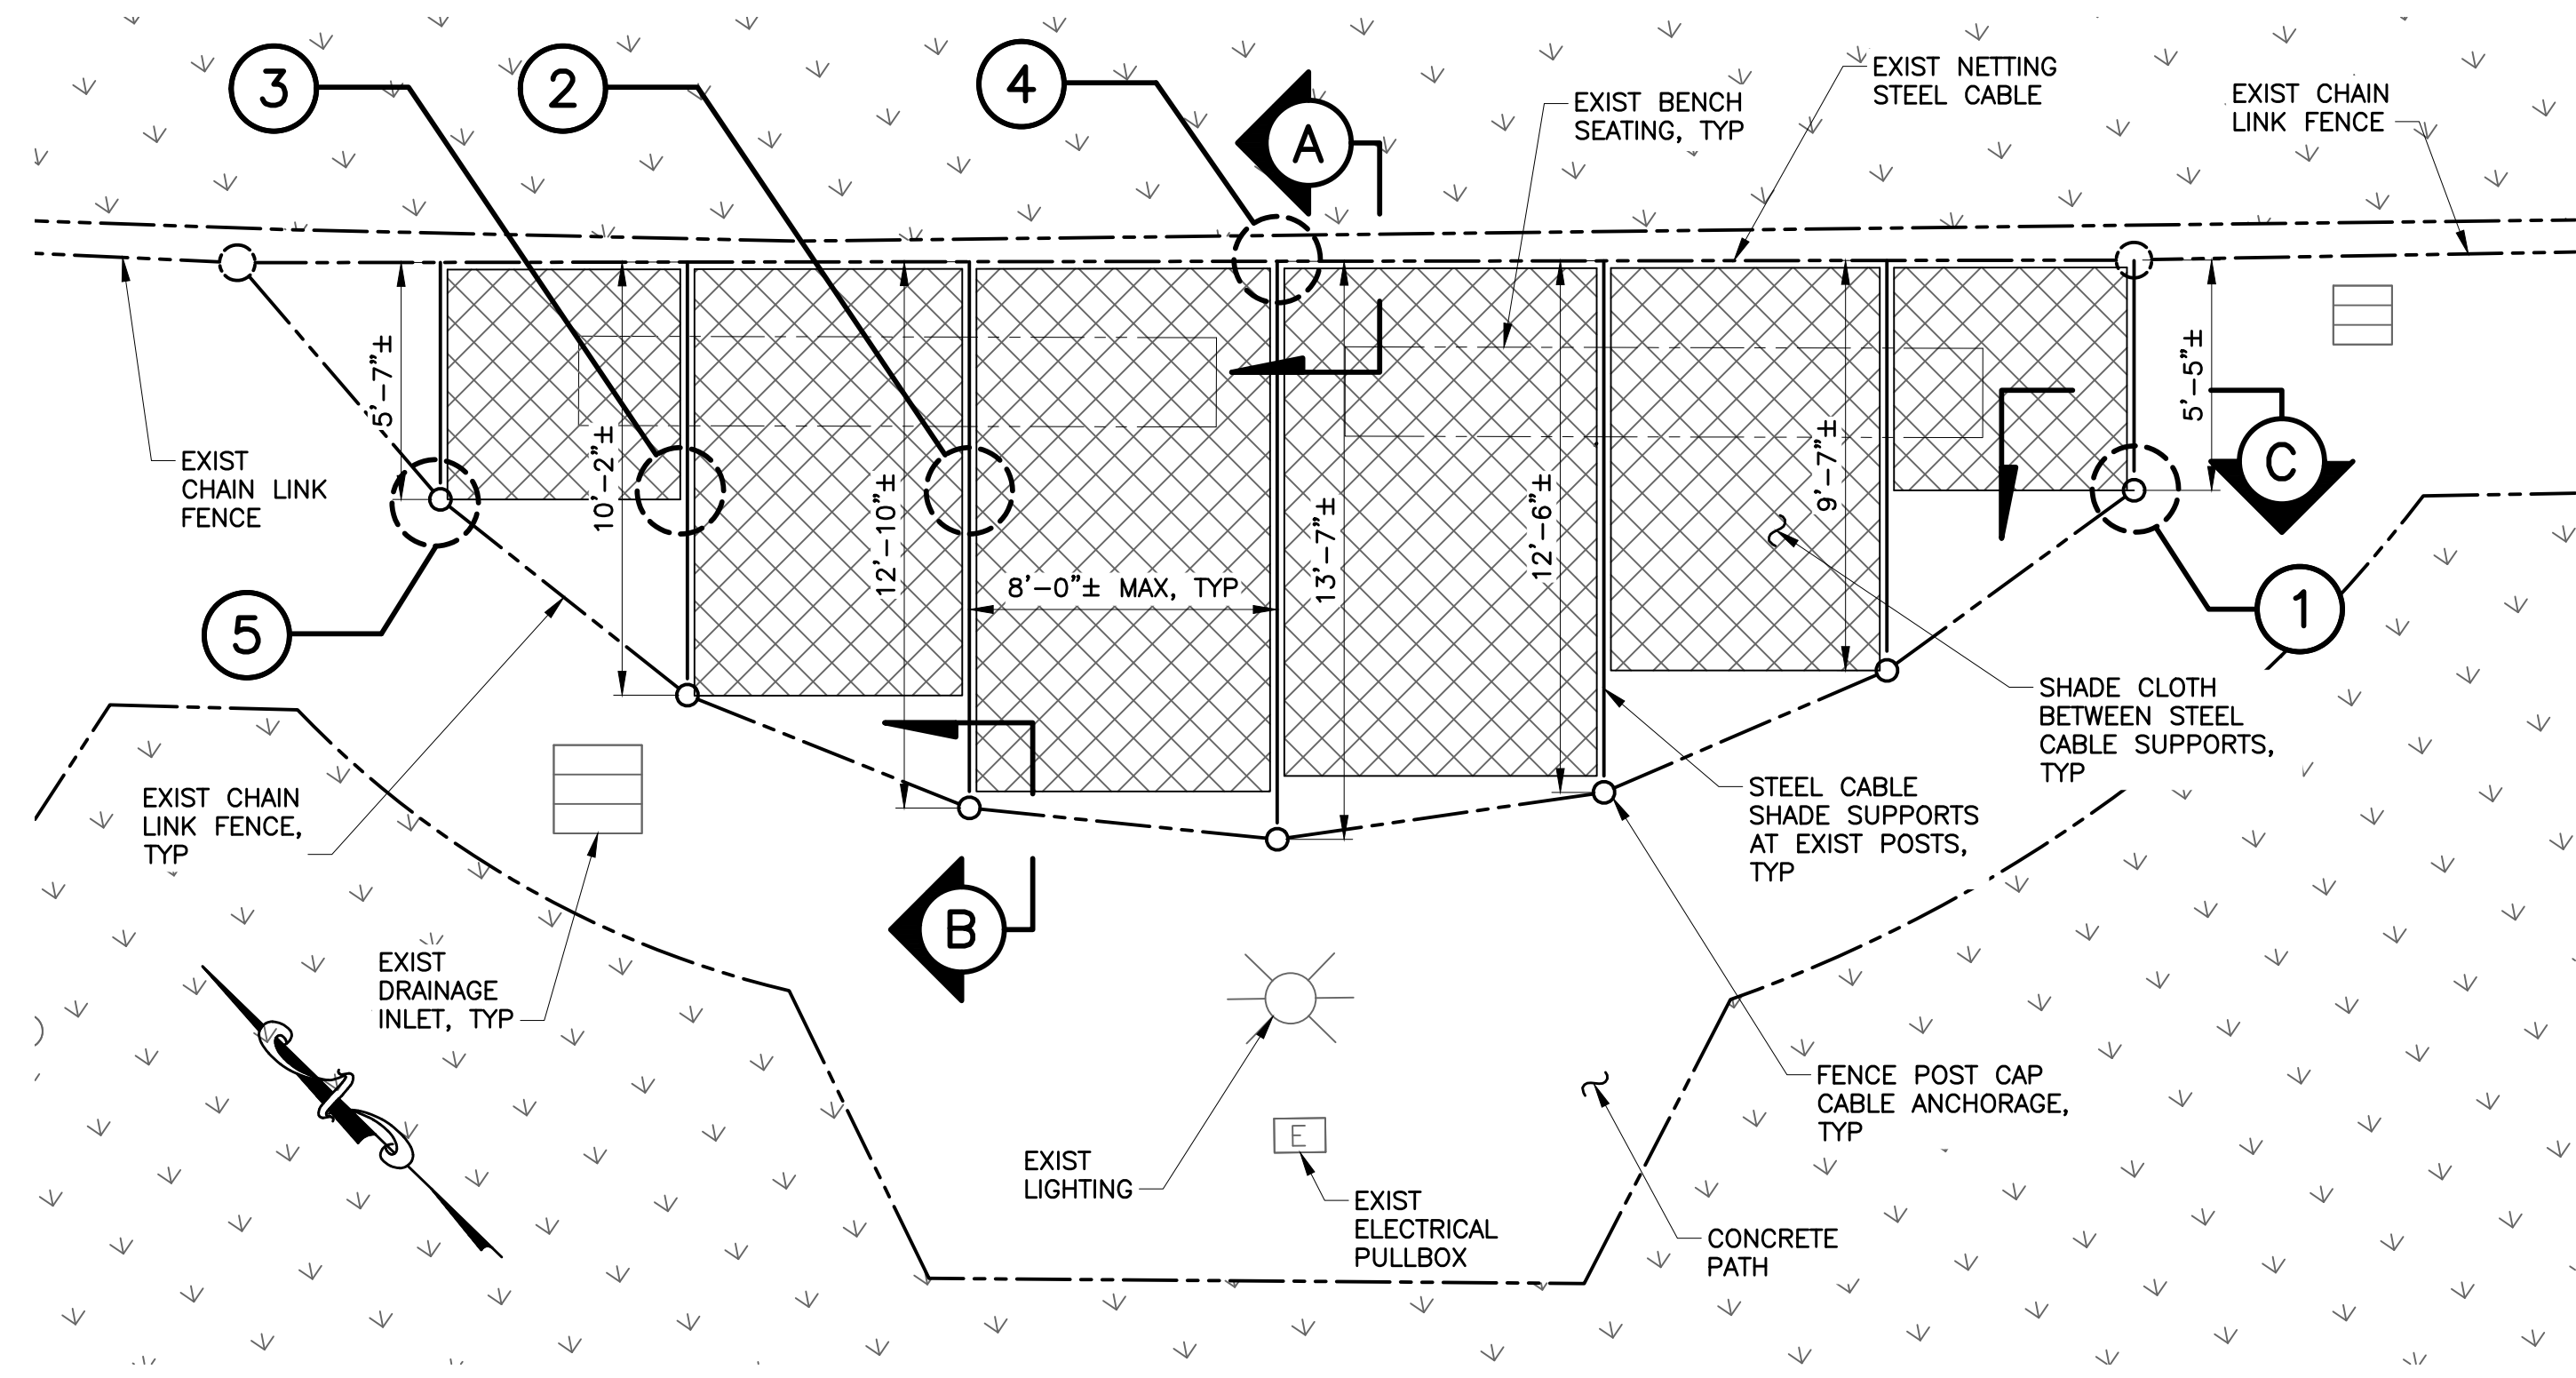 3
2
4
A
EXIST NETTING
STEEL CABLE
EXIST BENCH
SEATING, TYP
EXIST CHAIN
LINK FENCE
5'-7"±
10'-2"±
12'-10"±
13'-7"±
12'-6"±
9'-7"±
5'-5"±
8'-0"± MAX, TYP
EXIST
CHAIN LINK
FENCE
C
5
1
SHADE CLOTH
BETWEEN STEEL
CABLE SUPPORTS,
TYP
STEEL CABLE
SHADE SUPPORTS
AT EXIST POSTS,
TYP
EXIST CHAIN
LINK FENCE,
TYP
B
EXIST
DRAINAGE
INLET, TYP
FENCE POST CAP
CABLE ANCHORAGE,
TYP
E
EXIST
LIGHTING
EXIST
ELECTRICAL
PULLBOX
CONCRETE
PATH